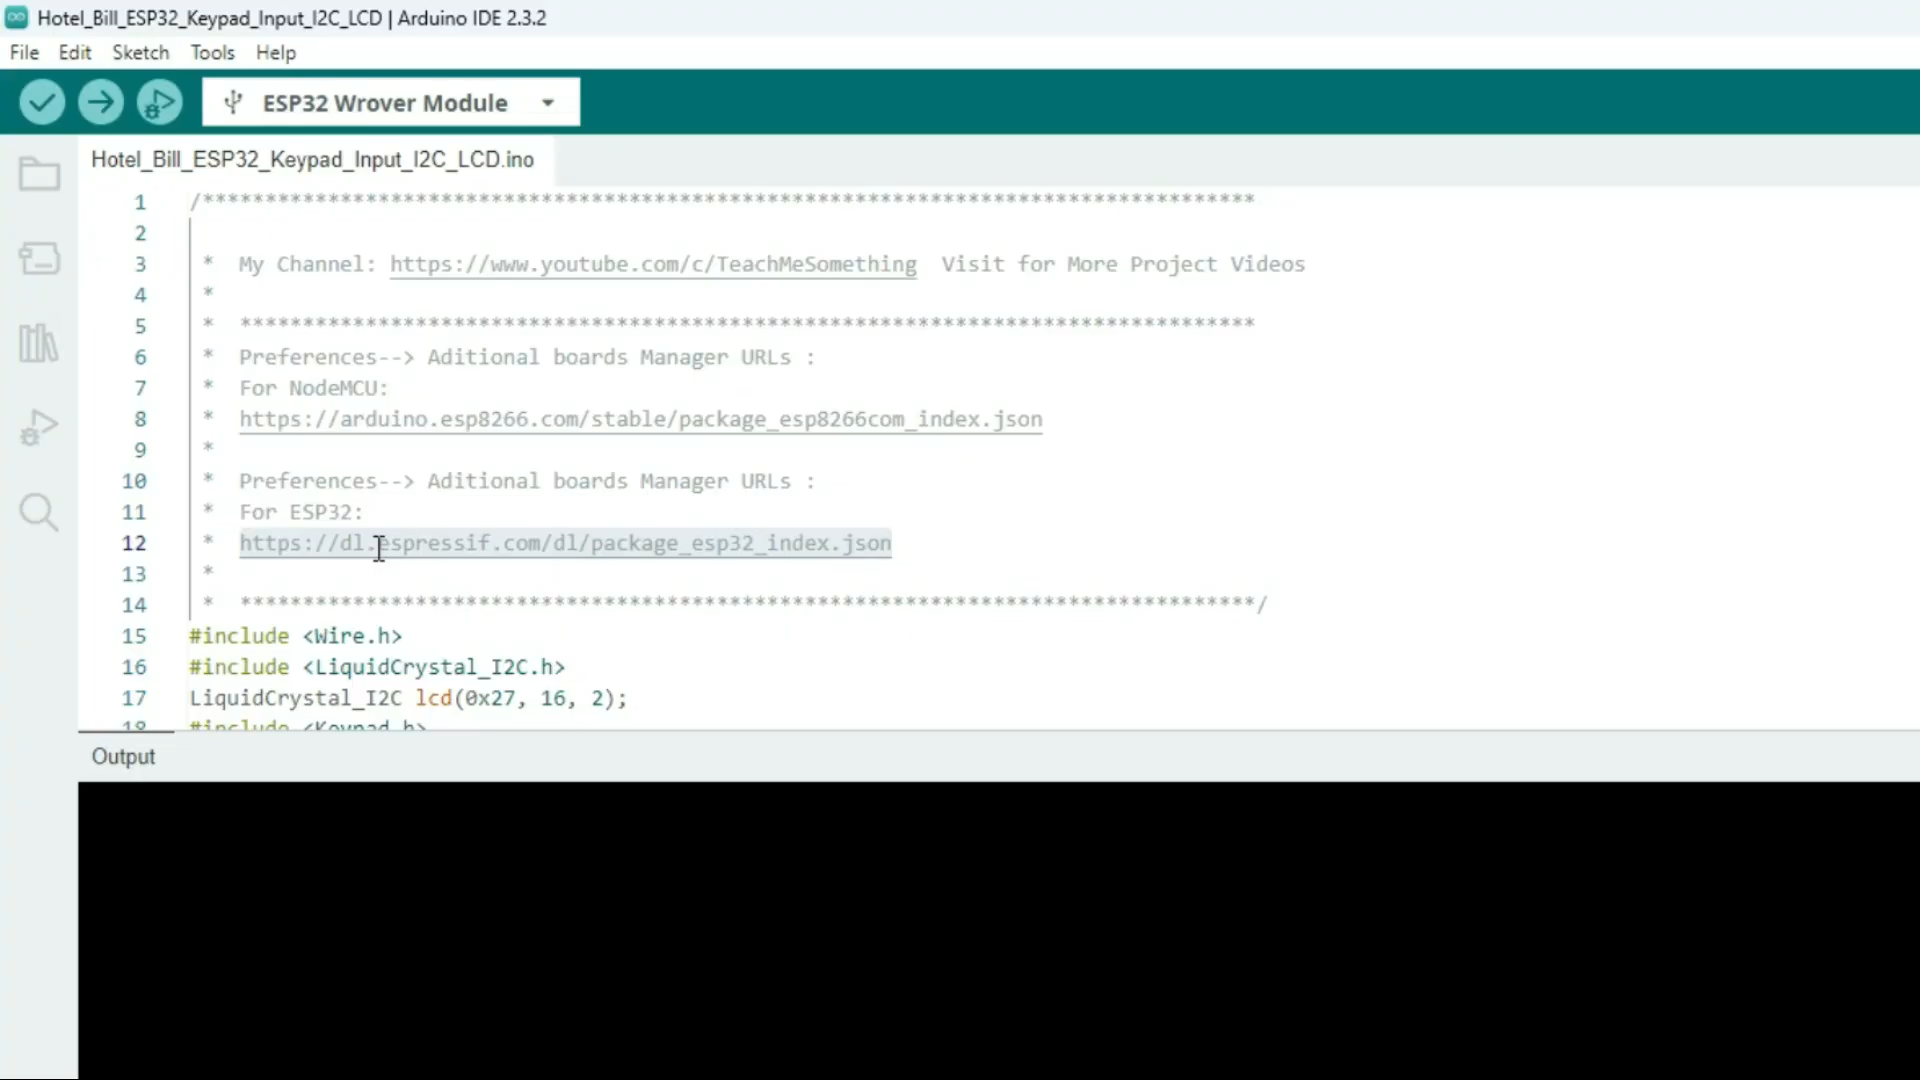 Hotel_Bill_ESP32_Keypad_Input_I2C_LCD | Arduino IDE 2.3.2
File Edit Sketch Tools Help
ESP32 Wrover Module
Hotel_Bill_ESP32_Keypad_Input_I2C_LCD.ino
1 /************************************************************************************
2
3 * My Channel: https://www.youtube.com/c/TeachMeSomething Visit for More Project Videos
4 *
5 * *********************************************************************************
6 * Preferences--> Aditional boards Manager URLs :
7 * For NodeMCU:
8 * https://arduino.esp8266.com/stable/package_esp8266com_index.json
9 *
10 * Preferences--> Aditional boards Manager URLs :
11 * For ESP32:
12 * https://dl.espressif.com/dl/package_esp32_index.json
13 *
14 * *********************************************************************************/
15 #include <Wire.h>
16 #include <LiquidCrystal_I2C.h>
17 LiquidCrystal_I2C lcd(0x27, 16, 2);
18 #include <Keypad.h>
Output